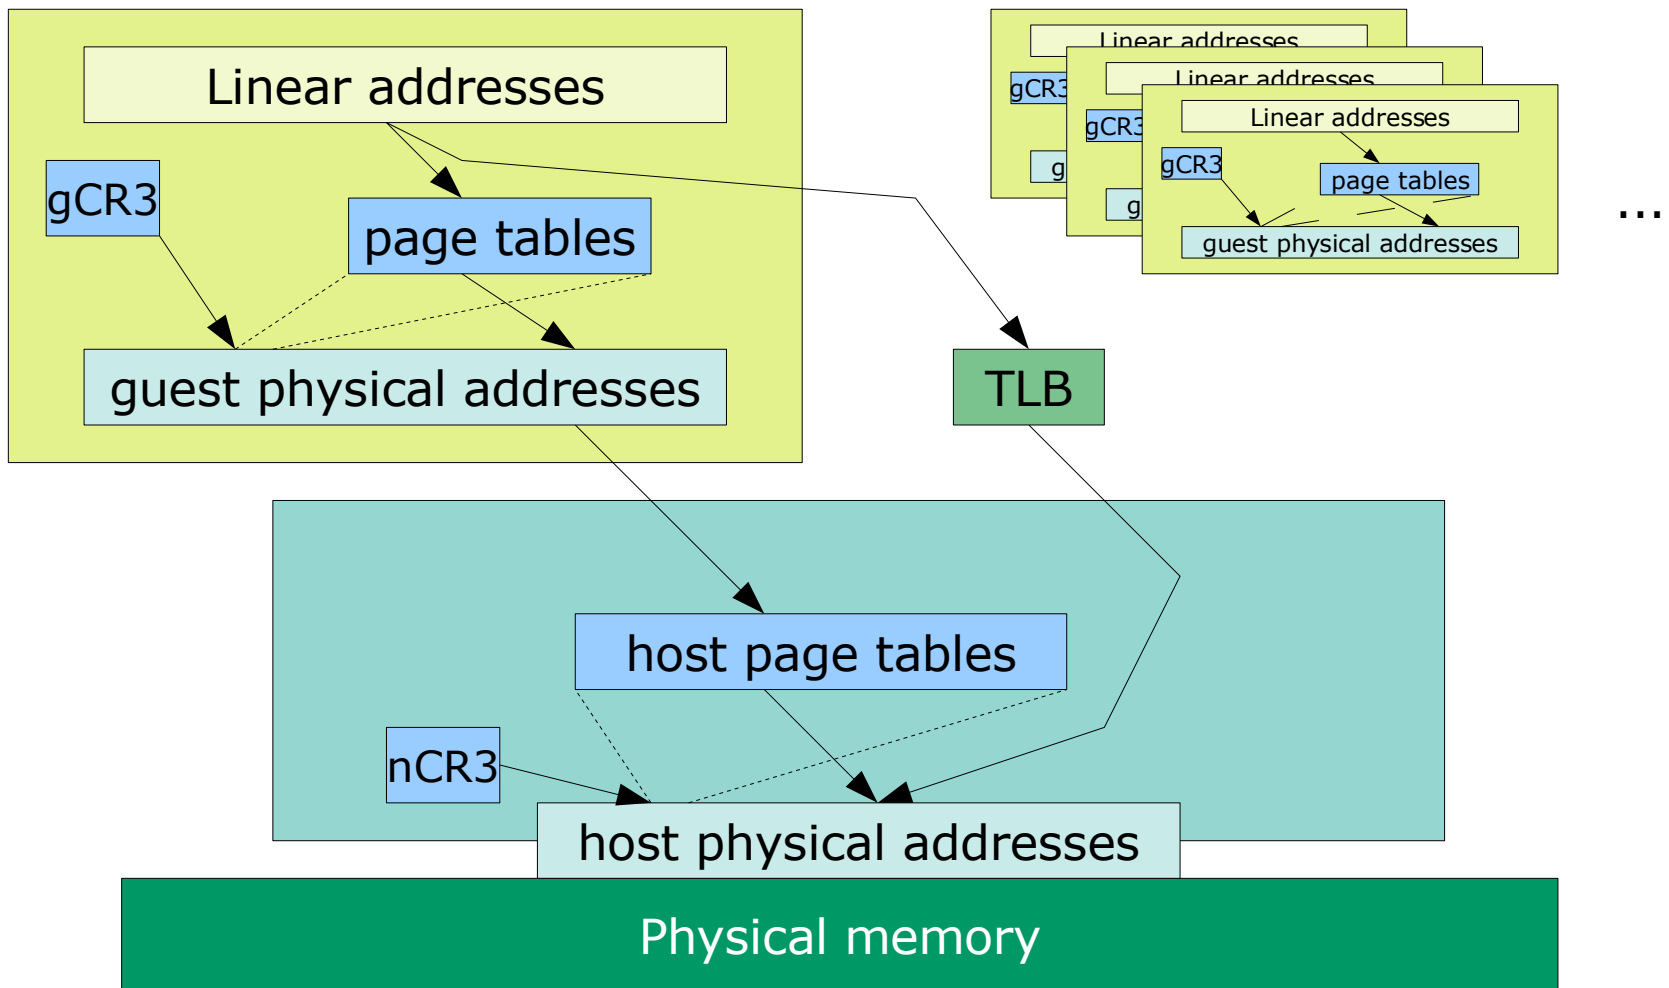 Linear addresses
gCR3
page tables
guest physical addresses
Linear addresses
gCR3
g
Linear addresses
gCR3
g
Linear addresses
gCR3
page tables
guest physical addresses
...
TLB
host page tables
nCR3
host physical addresses
Physical memory